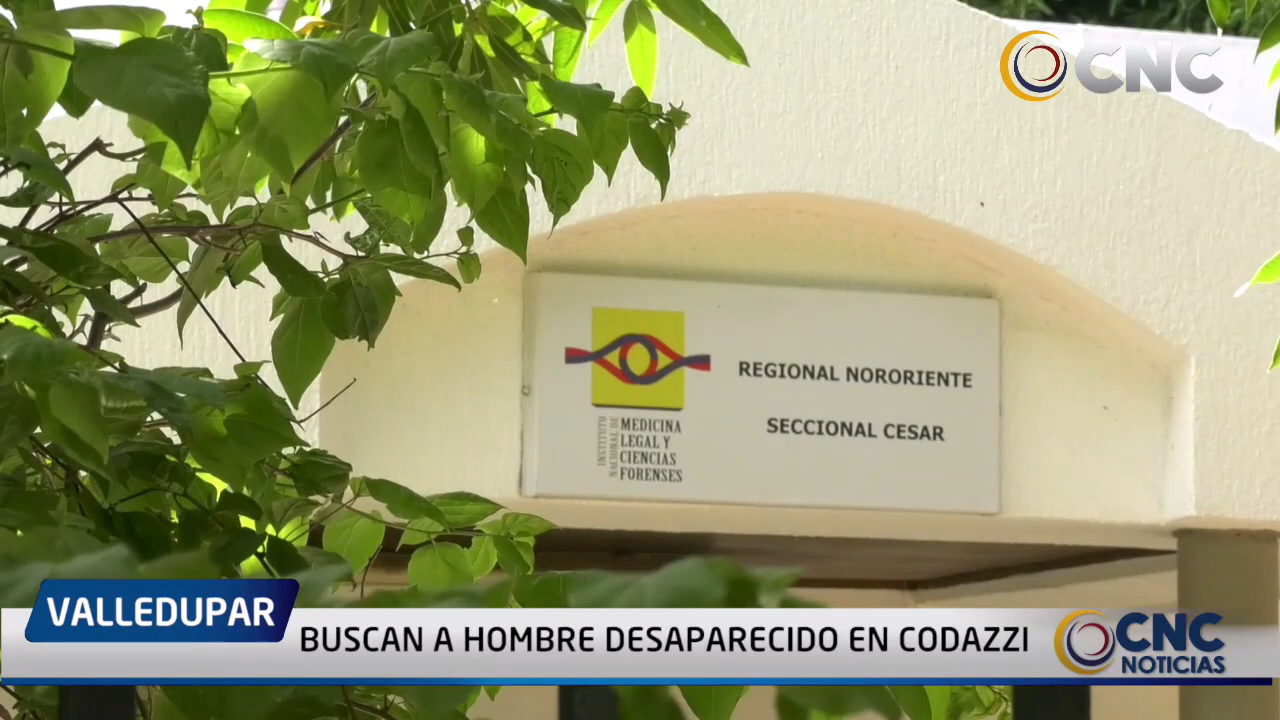 CNC
REGIONAL NORORIENTE
SECCIONAL CESAR
INSTITUTO
NACIONAL DE
MEDICINA
LEGAL Y
CIENCIAS
FORENSES
VALLEDUPAR
BUSCAN A HOMBRE DESAPARECIDO EN CODAZZI
CNC
NOTICIAS